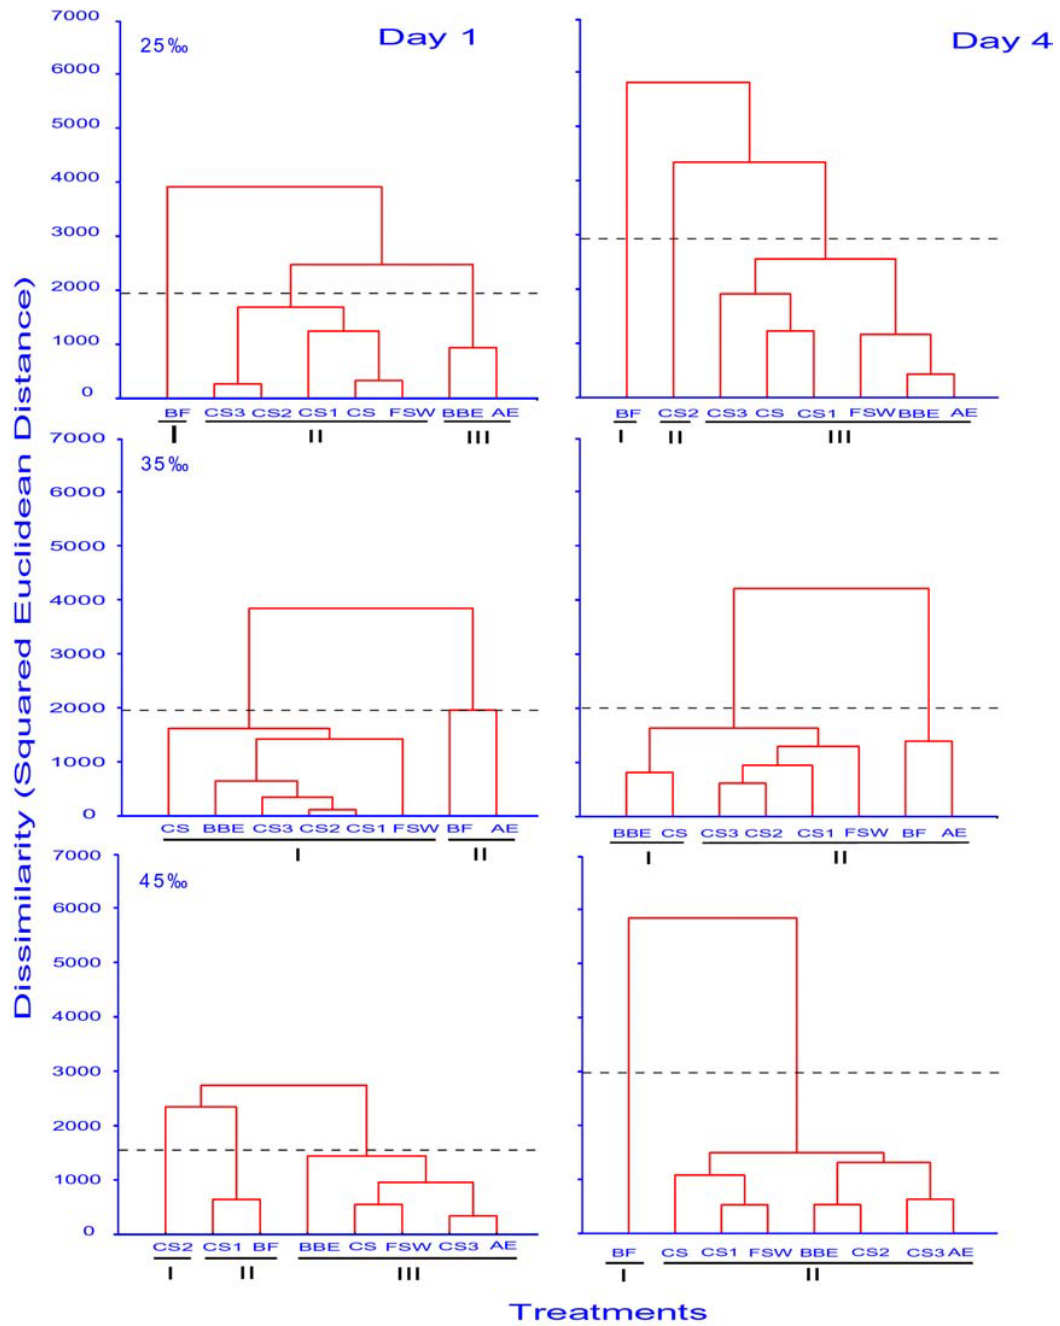 Day 1
Day 4
25‰
7000
6000
5000
4000
3000
2000
1000
0
BF CS3 CS2 CS1 CS FSW BBE AE
I II III
BF CS2 CS3 CS CS1 FSW BBE AE
I II III
35‰
7000
6000
5000
4000
3000
2000
1000
0
CS BBE CS3 CS2 CS1 FSW BF AE
I II
BBE CS CS3 CS2 CS1 FSW BF AE
I II
45‰
7000
6000
5000
4000
3000
2000
1000
0
CS2 CS1 BF BBE CS FSW CS3 AE
I II III
BF CS CS1 FSW BBE CS2 CS3 AE
I II
Dissimilarity (Squared Euclidean Distance)
Treatments